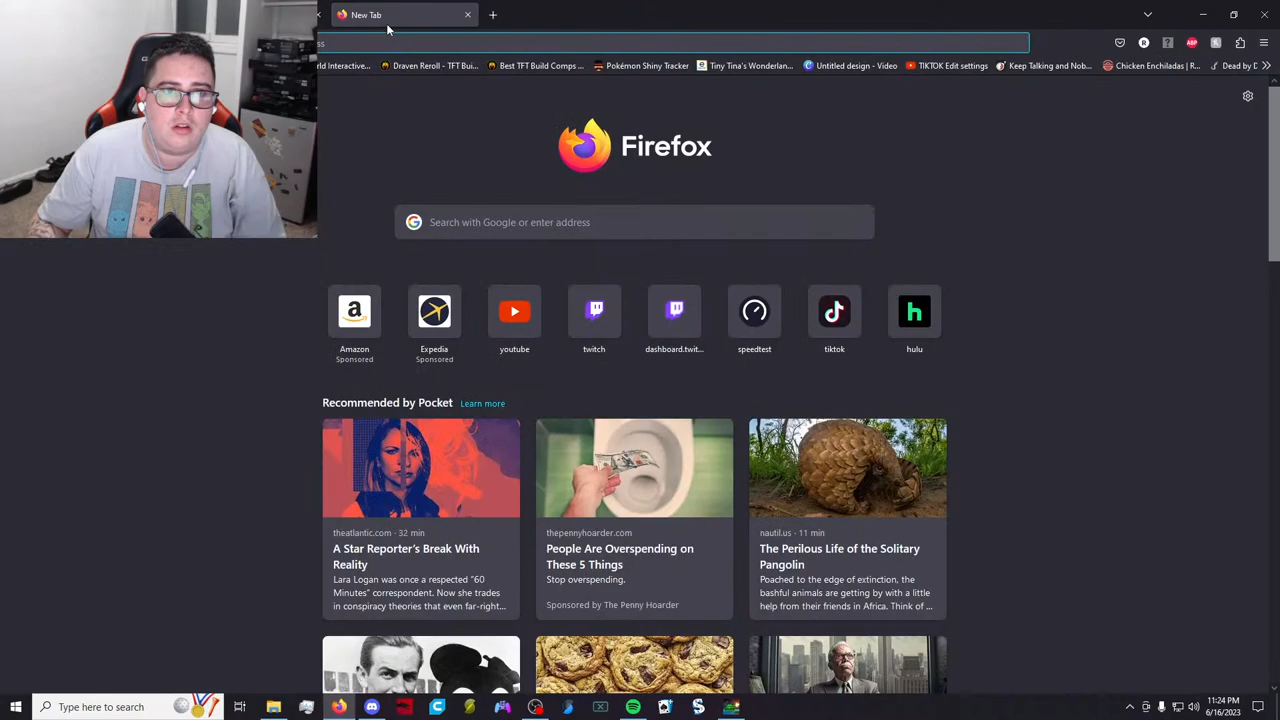 New Tab
ss
rld Interactive...
Draven Reroll - TFT Buil...
Best TFT Build Comps ...
Pokémon Shiny Tracker
Tiny Tina's Wonderlan...
Untitled design - Video
TIKTOK Edit settings
Keep Talking and Nob...
Chicken Enchiladas | R...
Dead by D
Firefox
Search with Google or enter address
Amazon
Sponsored
Expedia
Sponsored
youtube
twitch
dashboard.twit...
speedtest
tiktok
hulu
Recommended by Pocket
Learn more
theatlantic.com · 32 min
A Star Reporter's Break With
Reality
Lara Logan was once a respected "60
Minutes" correspondent. Now she trades
in conspiracy theories that even far-right...
thepennyhoarder.com
People Are Overspending on
These 5 Things
Stop overspending.
Sponsored by The Penny Hoarder
nautil.us · 11 min
The Perilous Life of the Solitary
Pangolin
Poached to the edge of extinction, the
bashful animals are getting by with a little
help from their friends in Africa. Think of ...
Type here to search
11:24 PM
6/16/2023